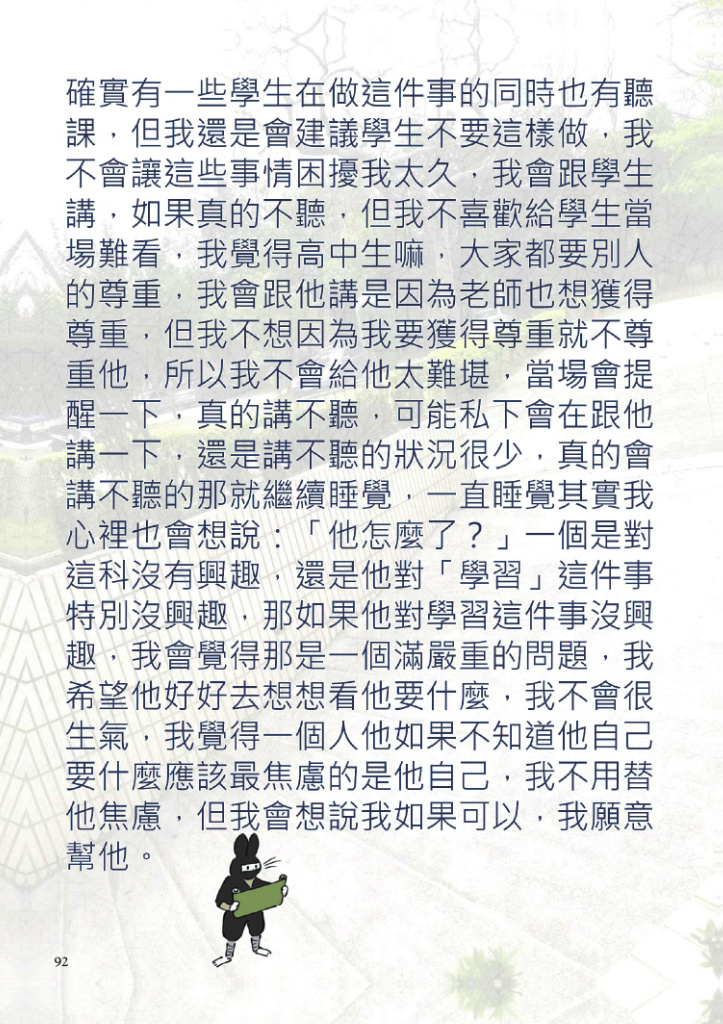 確實有一些學生在做這件事的同時也有聽
課，但我還是會建議學生不要這樣做，我
不會讓這些事情困擾我太久，我會跟學生
講，如果真的不聽，但我不喜歡給學生當
場難看，我覺得高中生嘛，大家都要別人
的尊重，我會跟他講是因為老師也想獲得
尊重，但我不想因為我要獲得尊重就不尊
重他，所以我不會給他太難堪，當場會提
醒一下，真的講不聽，可能私下會在跟他
講一下，還是講不聽的狀況很少，真的會
講不聽的那就繼續睡覺，一直睡覺其實我
心裡也會想說：「他怎麼了？」一個是對
這科沒有興趣，還是他對「學習」這件事
特別沒興趣，那如果他對學習這件事沒興
趣，我會覺得那是一個滿嚴重的問題，我
希望他好好去想想看他要什麼，我不會很
生氣，我覺得一個人他如果不知道他自己
要什麼應該最焦慮的是他自己，我不用替
他焦慮，但我會想說我如果可以，我願意
幫他。
92